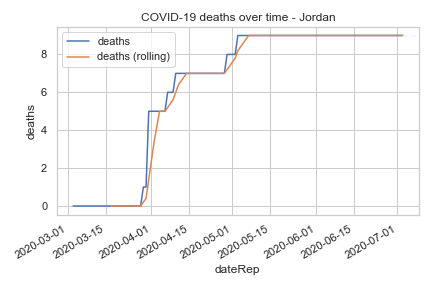 COVID-19 deaths over time - Jordan
deaths
deaths (rolling)
deaths
8
6
4
2
0
2020-03-01
2020-03-15
2020-04-01
2020-04-15
2020-05-01
2020-05-15
2020-06-01
2020-06-15
2020-07-01
dateRep